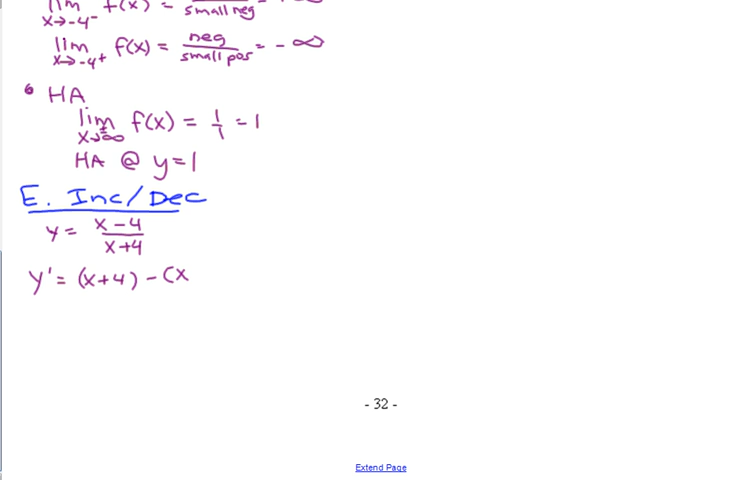 lim f(x) = / small neg
x→-4⁻
lim f(x) = neg / small pos = -∞
x→-4⁺
HA
lim f(x) = 1/1 = 1
x→±∞
HA @ y=1
E. Inc/Dec
y = x-4 / x+4
y' = (x+4) - (x
- 32 -
Extend Page